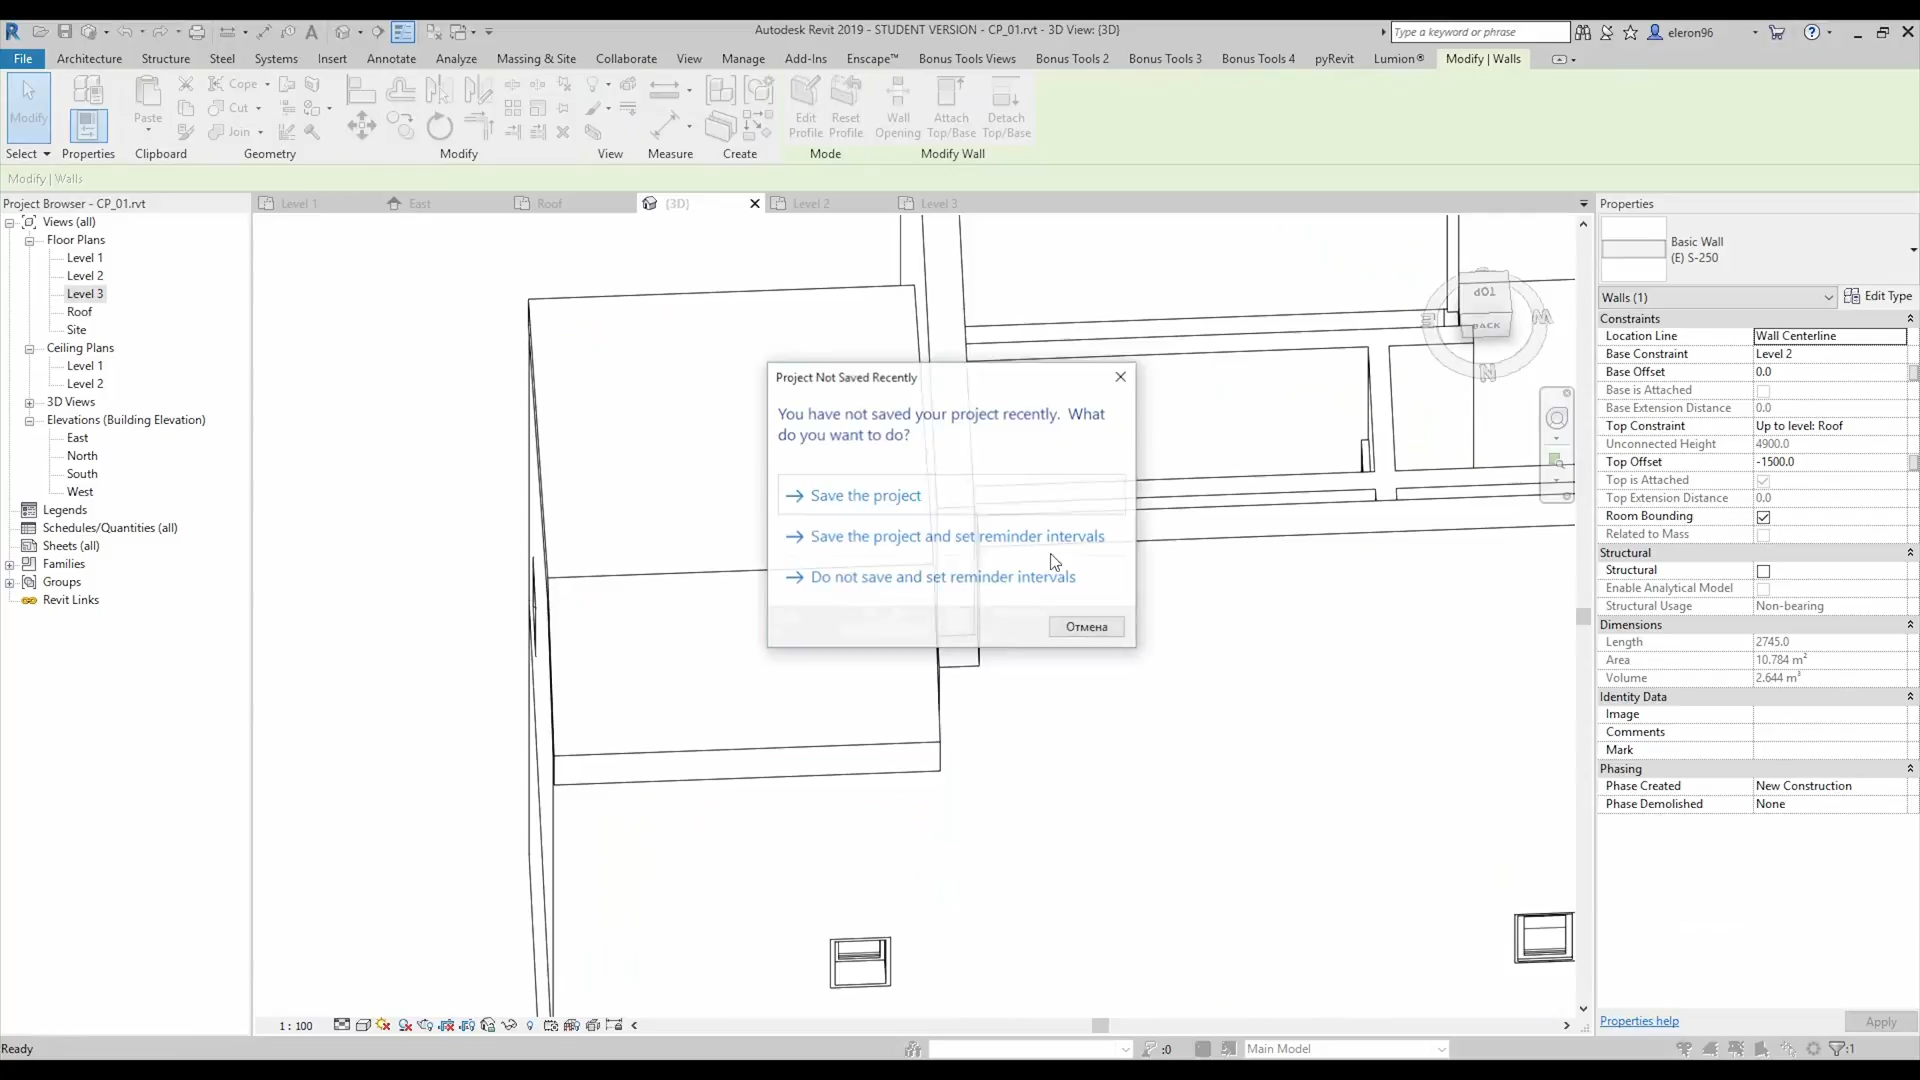 Autodesk Revit 2019 - STUDENT VERSION - CP_01.rvt - 3D View: {3D}
Type a keyword or phrase
eleron96
File Architecture Structure Steel Systems Insert Annotate Analyze Massing & Site Collaborate View Manage Add-Ins Enscape™ Bonus Tools Views Bonus Tools 2 Bonus Tools 3 Bonus Tools 4 pyRevit Lumion® Modify | Walls
Modify
Paste
Cope
Cut
Join
Edit Profile
Reset Profile
Wall Opening
Attach Top/Base
Detach Top/Base
Select Properties Clipboard Geometry Modify View Measure Create Mode Modify Wall
Modify | Walls
Project Browser - CP_01.rvt
Views (all)
Floor Plans
Level 1
Level 2
Level 3
Roof
Site
Ceiling Plans
Level 1
Level 2
3D Views
Elevations (Building Elevation)
East
North
South
West
Legends
Schedules/Quantities (all)
Sheets (all)
Families
Groups
Revit Links
Level 1 East Roof {3D} Level 2 Level 3
TOP
BACK
E
W
N
Project Not Saved Recently
You have not saved your project recently. What
do you want to do?
Save the project
Save the project and set reminder intervals
Do not save and set reminder intervals
Отмена
Properties
Basic Wall
(E) S-250
Walls (1) Edit Type
Constraints
Location Line Wall Centerline
Base Constraint Level 2
Base Offset 0.0
Base is Attached
Base Extension Distance 0.0
Top Constraint Up to level: Roof
Unconnected Height 4900.0
Top Offset -1500.0
Top is Attached
Top Extension Distance 0.0
Room Bounding
Related to Mass
Structural
Structural
Enable Analytical Model
Structural Usage Non-bearing
Dimensions
Length 2745.0
Area 10.784 m²
Volume 2.644 m³
Identity Data
Image
Comments
Mark
Phasing
Phase Created New Construction
Phase Demolished None
Properties help Apply
1 : 100
Ready
:0
Main Model
:1